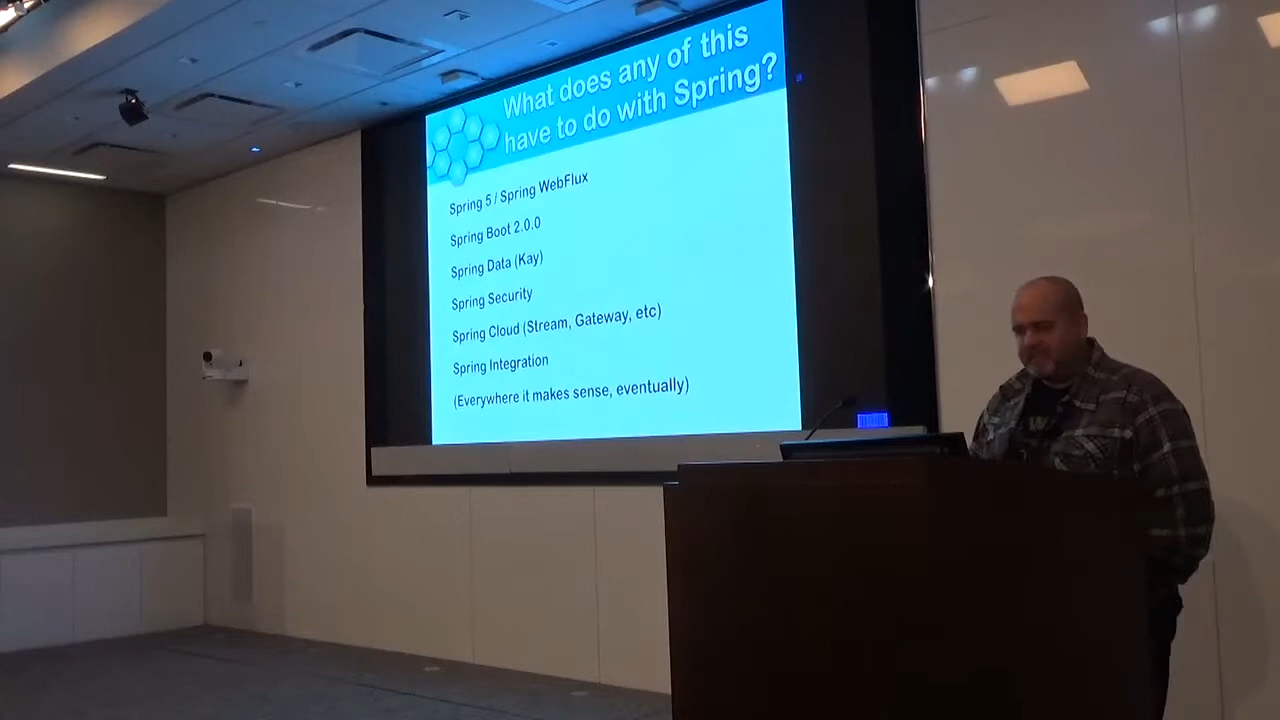 What does any of this
have to do with Spring?
Spring 5 / Spring WebFlux
Spring Boot 2.0.0
Spring Data (Kay)
Spring Security
Spring Cloud (Stream, Gateway, etc)
Spring Integration
(Everywhere it makes sense, eventually)